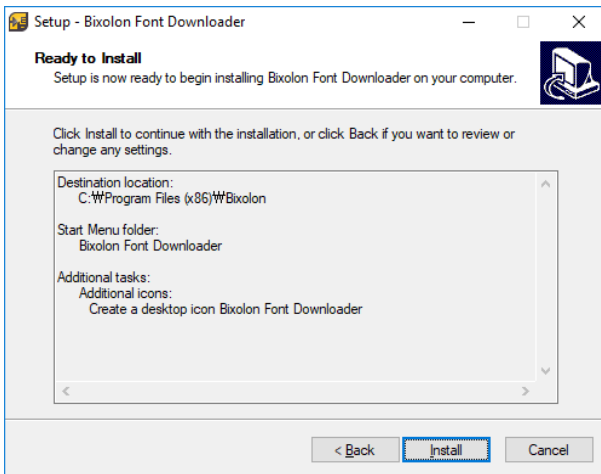 Setup - Bixolon Font Downloader
Ready to Install
Setup is now ready to begin installing Bixolon Font Downloader on your computer.
Click Install to continue with the installation, or click Back if you want to review or
change any settings.
Destination location:
C:₩Program Files (x86)₩Bixolon
Start Menu folder:
Bixolon Font Downloader
Additional tasks:
Additional icons:
Create a desktop icon Bixolon Font Downloader
< Back
Install
Cancel